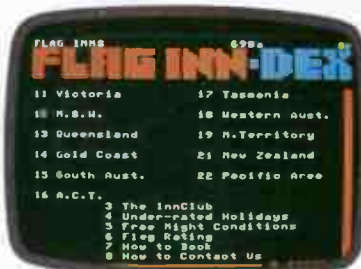 FLAG INNS 698a
FLAG INN-DEX
11 Victoria 17 Tasmania
12 N.S.W. 18 Western Aust.
13 Queensland 19 N.Territory
14 Gold Coast 21 New Zealand
15 South Aust. 22 Pacific Area
16 A.C.T.
3 The InnClub
4 Under-rated Holidays
5 Free Night Conditions
6 Flag Rating
7 How to Book
8 How to Contact Us